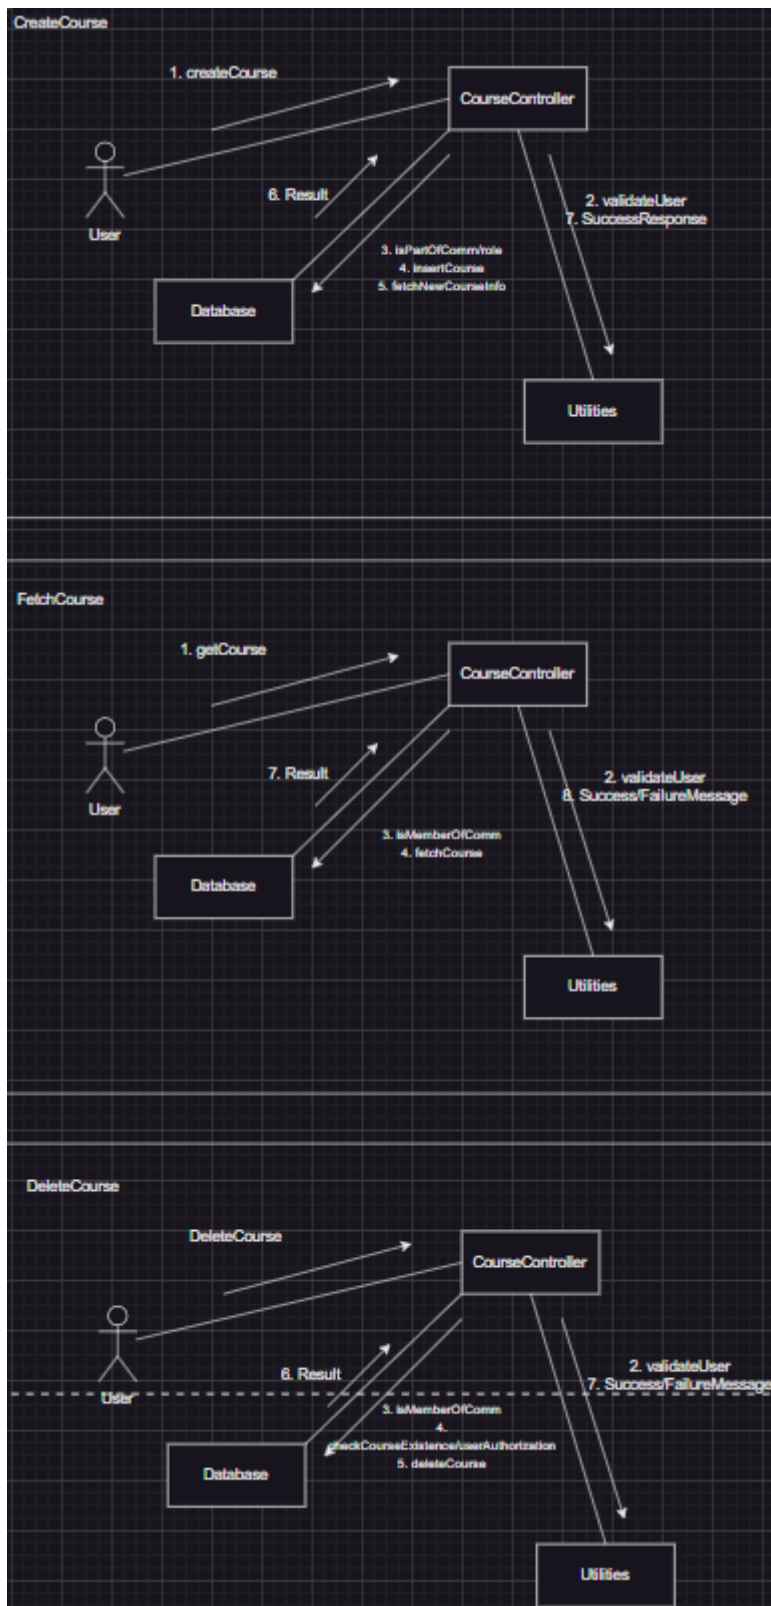 CreateCourse
1. createCourse
CourseController
6. Result
2. validateUser
7. SuccessResponse
User
3. isPartOfComm/role
4. insertCourse
5. fetchNewCourseInfo
Database
Utilities
FetchCourse
1. getCourse
CourseController
7. Result
2. validateUser
8. Success/FailureMessage
User
3. isMemberOfComm
4. fetchCourse
Database
Utilities
DeleteCourse
DeleteCourse
CourseController
6. Result
2. validateUser
7. Success/FailureMessage
User
3. isMemberOfComm
4.
checkCourseExistence/userAuthorization
5. deleteCourse
Database
Utilities